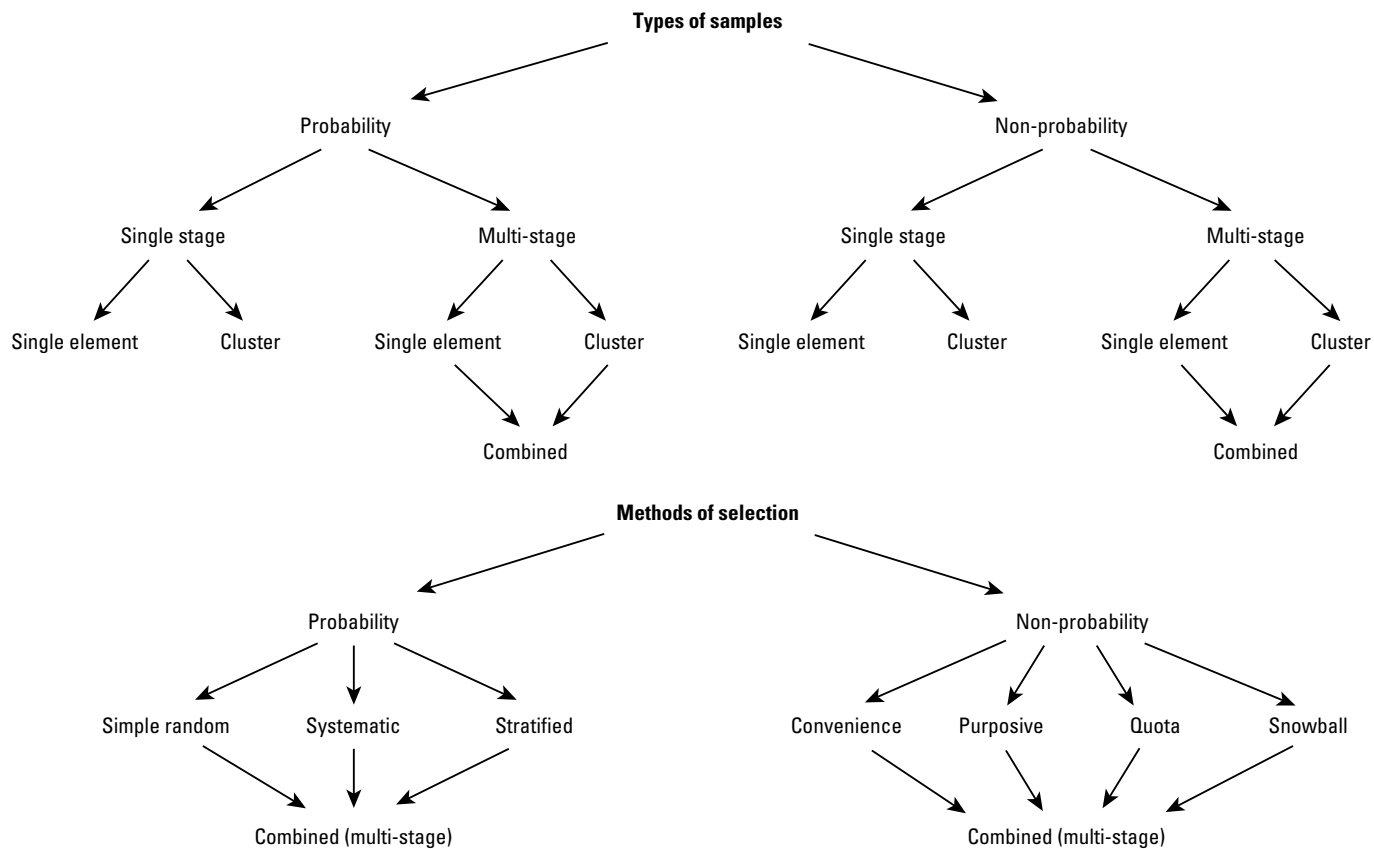 Types of samples
Probability
Non-probability
Single stage
Multi-stage
Single stage
Multi-stage
Single element
Cluster
Single element
Cluster
Single element
Cluster
Single element
Cluster
Combined
Combined
Methods of selection
Probability
Non-probability
Simple random
Systematic
Stratified
Convenience
Purposive
Quota
Snowball
Combined (multi-stage)
Combined (multi-stage)